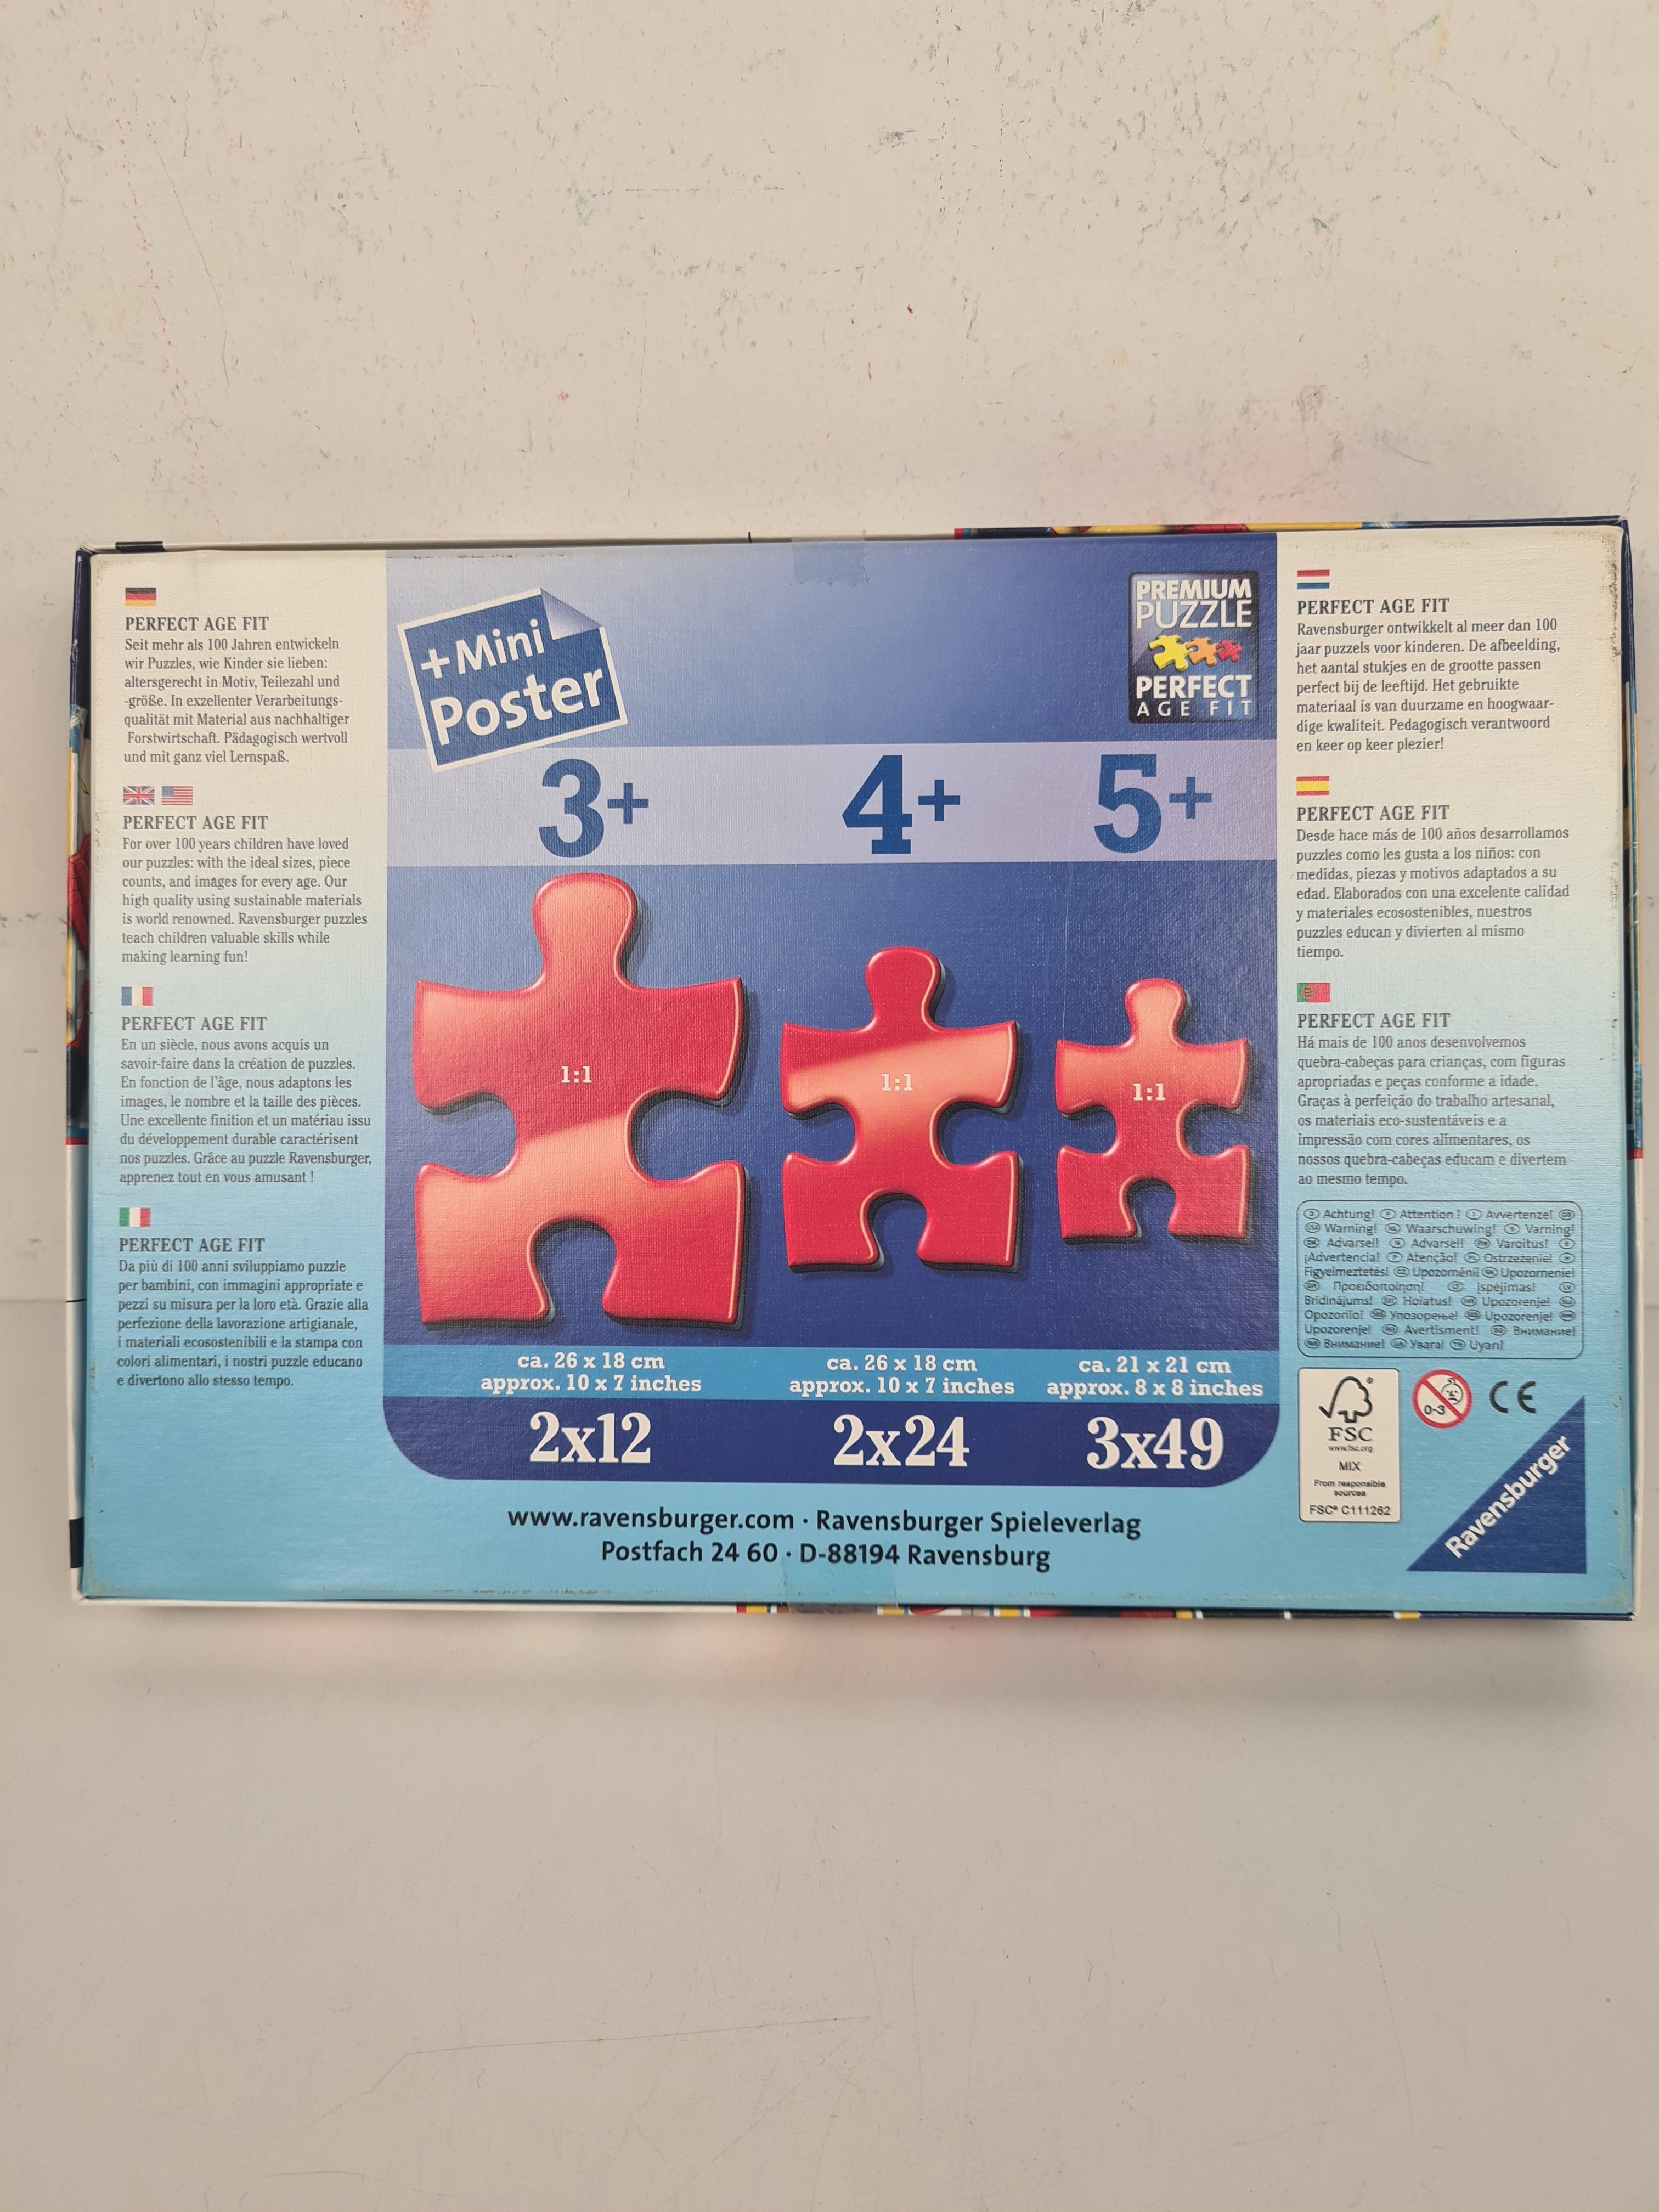 PERFECT AGE FIT
Seit mehr als 100 Jahren entwickeln
wir Puzzles, wie Kinder sie lieben:
altersgerecht in Motiv, Teilezahl und
-größe. In exzellenter Verarbeitungs-
qualität mit Material aus nachhaltiger
Forstwirtschaft. Pädagogisch wertvoll
und mit ganz viel Lernspaß.
PERFECT AGE FIT
For over 100 years children have loved
our puzzles: with the ideal sizes, piece
counts, and images for every age. Our
high quality using sustainable materials
is world renowned. Ravensburger puzzles
teach children valuable skills while
making learning fun!
PERFECT AGE FIT
En un siècle, nous avons acquis un
savoir-faire dans la création de puzzles.
En fonction de l'âge, nous adaptons les
images, le nombre et la taille des pièces.
Une excellente finition et un matériau issu
du développement durable caractérisent
nos puzzles. Grâce au puzzle Ravensburger,
apprenez tout en vous amusant !
PERFECT AGE FIT
Da più di 100 anni sviluppiamo puzzle
per bambini, con immagini appropriate e
pezzi su misura per la loro età. Grazie alla
perfezione della lavorazione artigianale,
i materiali ecosostenibili e la stampa con
colori alimentari, i nostri puzzle educano
e divertono allo stesso tempo.
+Mini
Poster
PREMIUM
PUZZLE
PERFECT
AGE FIT
3+ 4+ 5+
1:1 1:1 1:1
ca. 26 x 18 cm ca. 26 x 18 cm ca. 21 x 21 cm
approx. 10 x 7 inches approx. 10 x 7 inches approx. 8 x 8 inches
2x12 2x24 3x49
www.ravensburger.com · Ravensburger Spieleverlag
Postfach 24 60 · D-88194 Ravensburg
PERFECT AGE FIT
Ravensburger ontwikkelt al meer dan 100
jaar puzzels voor kinderen. De afbeelding,
het aantal stukjes en de grootte passen
perfect bij de leeftijd. Het gebruikte
materiaal is van duurzame en hoogwaar-
dige kwaliteit. Pedagogisch verantwoord
en keer op keer plezier!
PERFECT AGE FIT
Desde hace más de 100 años desarrollamos
puzzles como les gusta a los niños: con
medidas, piezas y motivos adaptados a su
edad. Elaborados con una excelente calidad
y materiales ecosostenibles, nuestros
puzzles educan y divierten al mismo
tiempo.
PERFECT AGE FIT
Há mais de 100 anos desenvolvemos
quebra-cabeças para crianças, com figuras
apropriadas e peças conforme a idade.
Graças à perfeição do trabalho artesanal,
os materiais eco-sustentáveis e a
impressão com cores alimentares, os
nossos quebra-cabeças educam e divertem
ao mesmo tempo.
Achtung! Attention ! Avvertenze!
Warning! Waarschuwing! Varning!
Advarsel! Advarsel! Varoitus!
¡Advertencia! Atenção! Ostrzeżenie!
Figyelmeztetés! Upozornění! Upozornenie!
Προειδοποίηση! Įspėjimas!
Brīdinājums! Hoiatus! Upozorenje!
Opozorilo! Упозорење! Upozorenje!
Upozorenje! Avertisment! Внимание!
Внимание! Увага! Uyarı!
FSC
www.fsc.org
MIX
From responsible
sources
FSC® C111262
0-3
CE
Ravensburger